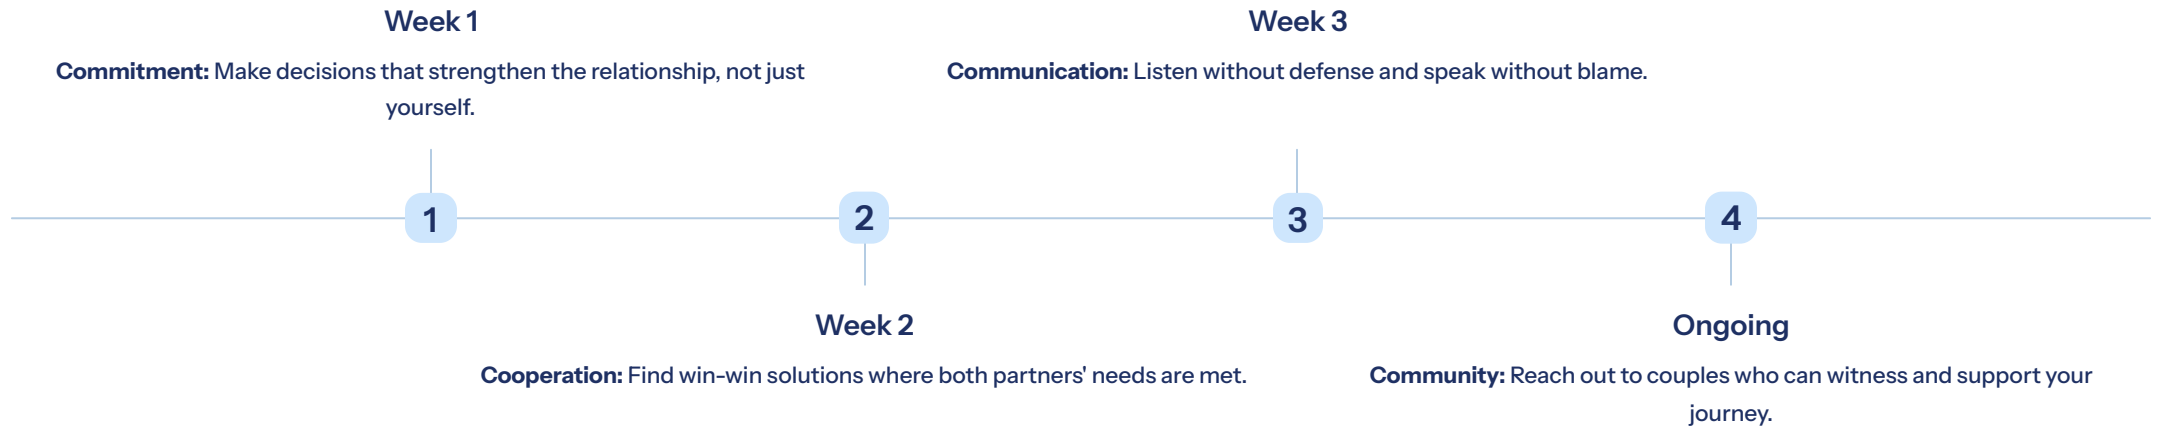 Week 1
Commitment: Make decisions that strengthen the relationship, not just
yourself.
Week 3
Communication: Listen without defense and speak without blame.
1
2
3
4
Week 2
Cooperation: Find win-win solutions where both partners' needs are met.
Ongoing
Community: Reach out to couples who can witness and support your
journey.